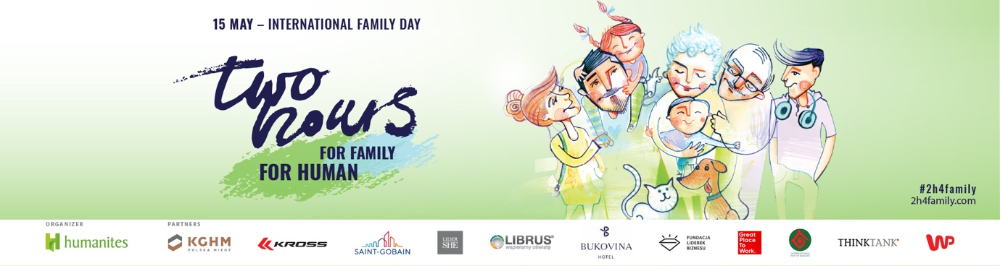 15 MAY – INTERNATIONAL FAMILY DAY
two
hours
FOR FAMILY
FOR HUMAN
#2h4family
2h4family.com
ORGANIZER
PARTNERS
humanites
KGHM
POLSKA MIEDŹ
KROSS
SAINT-GOBAIN
LIDER
SHE
LIBRUS®
wspieramy oświatę
BUKOVINA
HOTEL
FUNDACJA
LIDEREK
BIZNESU
Great
Place
To
Work.
THINKTANK
WP